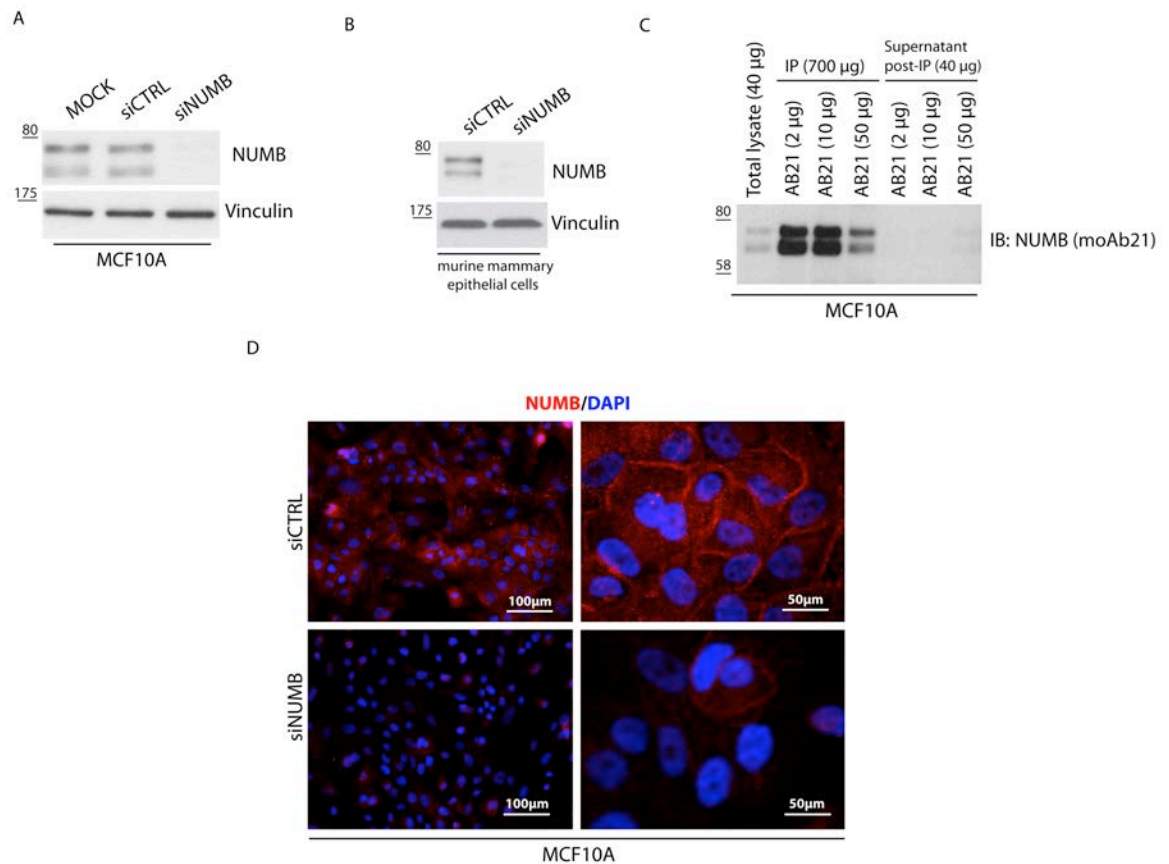 A
MOCK
siCTRL
siNUMB
80
NUMB
175
Vinculin
MCF10A
B
siCTRL
siNUMB
80
NUMB
175
Vinculin
murine mammary
epithelial cells
C
Total lysate (40 µg)
IP (700 µg)
AB21 (2 µg)
AB21 (10 µg)
AB21 (50 µg)
Supernatant
post-IP (40 µg)
AB21 (2 µg)
AB21 (10 µg)
AB21 (50 µg)
80
58
IB: NUMB (moAb21)
MCF10A
D
NUMB/DAPI
siCTRL
100µm
50µm
siNUMB
100µm
50µm
MCF10A